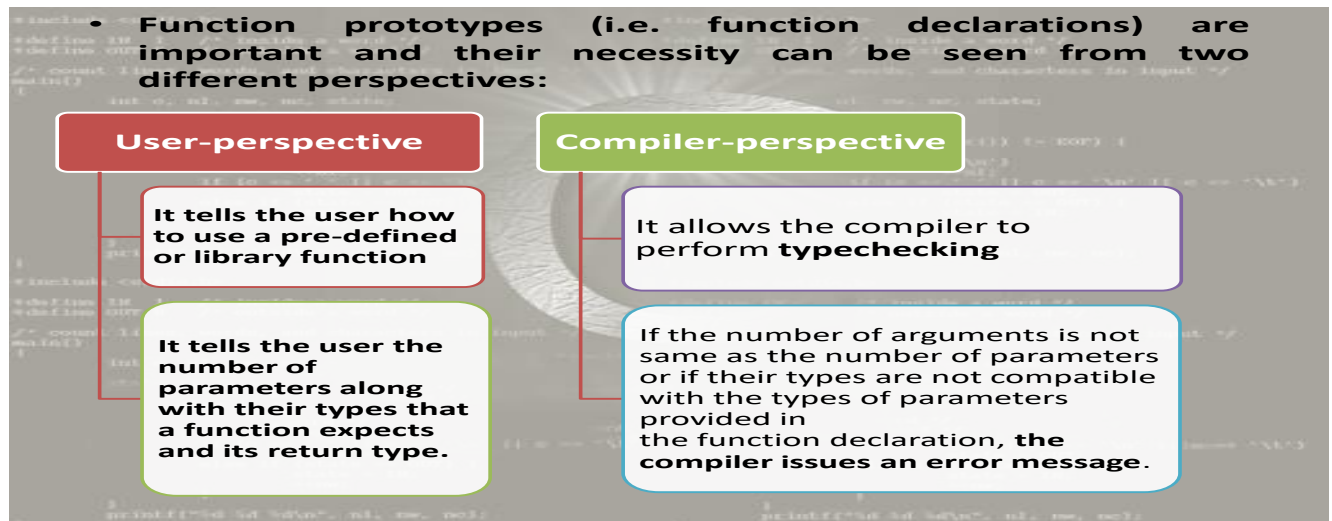 • Function prototypes (i.e. function declarations) are
important and their necessity can be seen from two
different perspectives:
User-perspective
It tells the user how
to use a pre-defined
or library function
It tells the user the
number of
parameters along
with their types that
a function expects
and its return type.
Compiler-perspective
It allows the compiler to
perform typechecking
If the number of arguments is not
same as the number of parameters
or if their types are not compatible
with the types of parameters
provided in
the function declaration, the
compiler issues an error message.